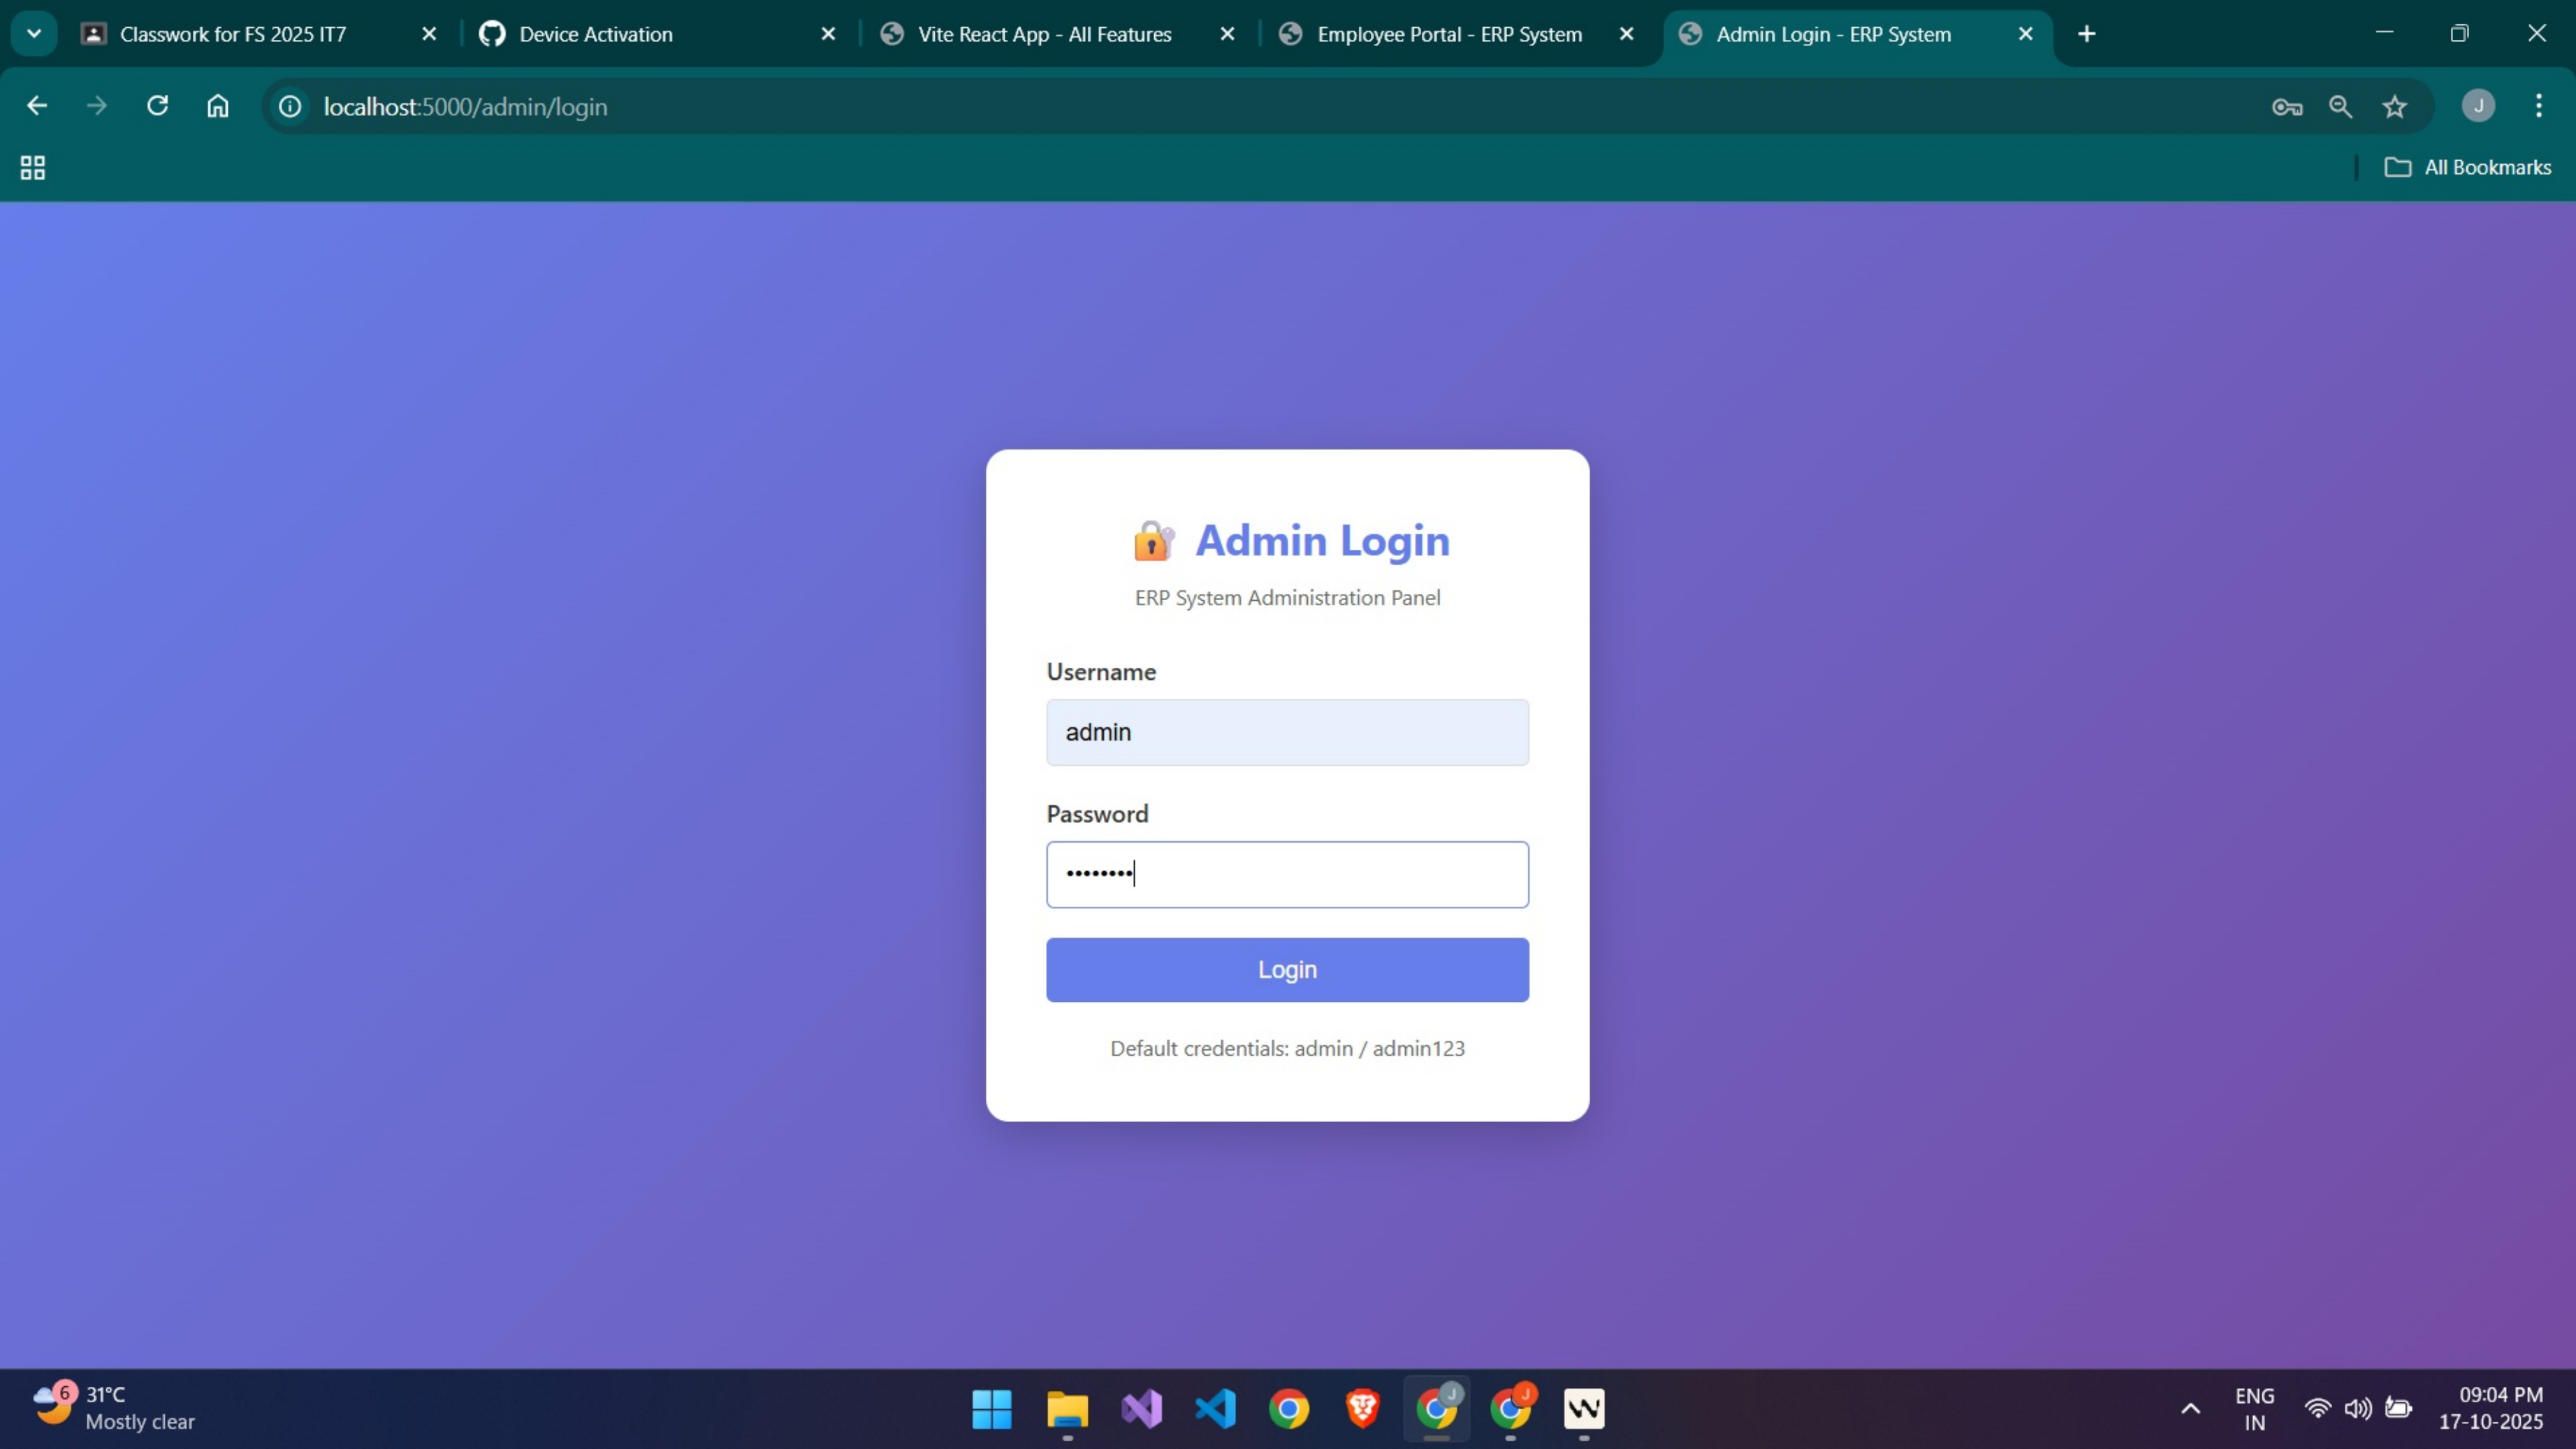 Classwork for FS 2025 IT7
Device Activation
Vite React App - All Features
Employee Portal - ERP System
Admin Login - ERP System
localhost:5000/admin/login
J
All Bookmarks
Admin Login
ERP System Administration Panel
Username
admin
Password
••••••••
Login
Default credentials: admin / admin123
6
31°C
Mostly clear
J
J
ENG
IN
09:04 PM
17-10-2025